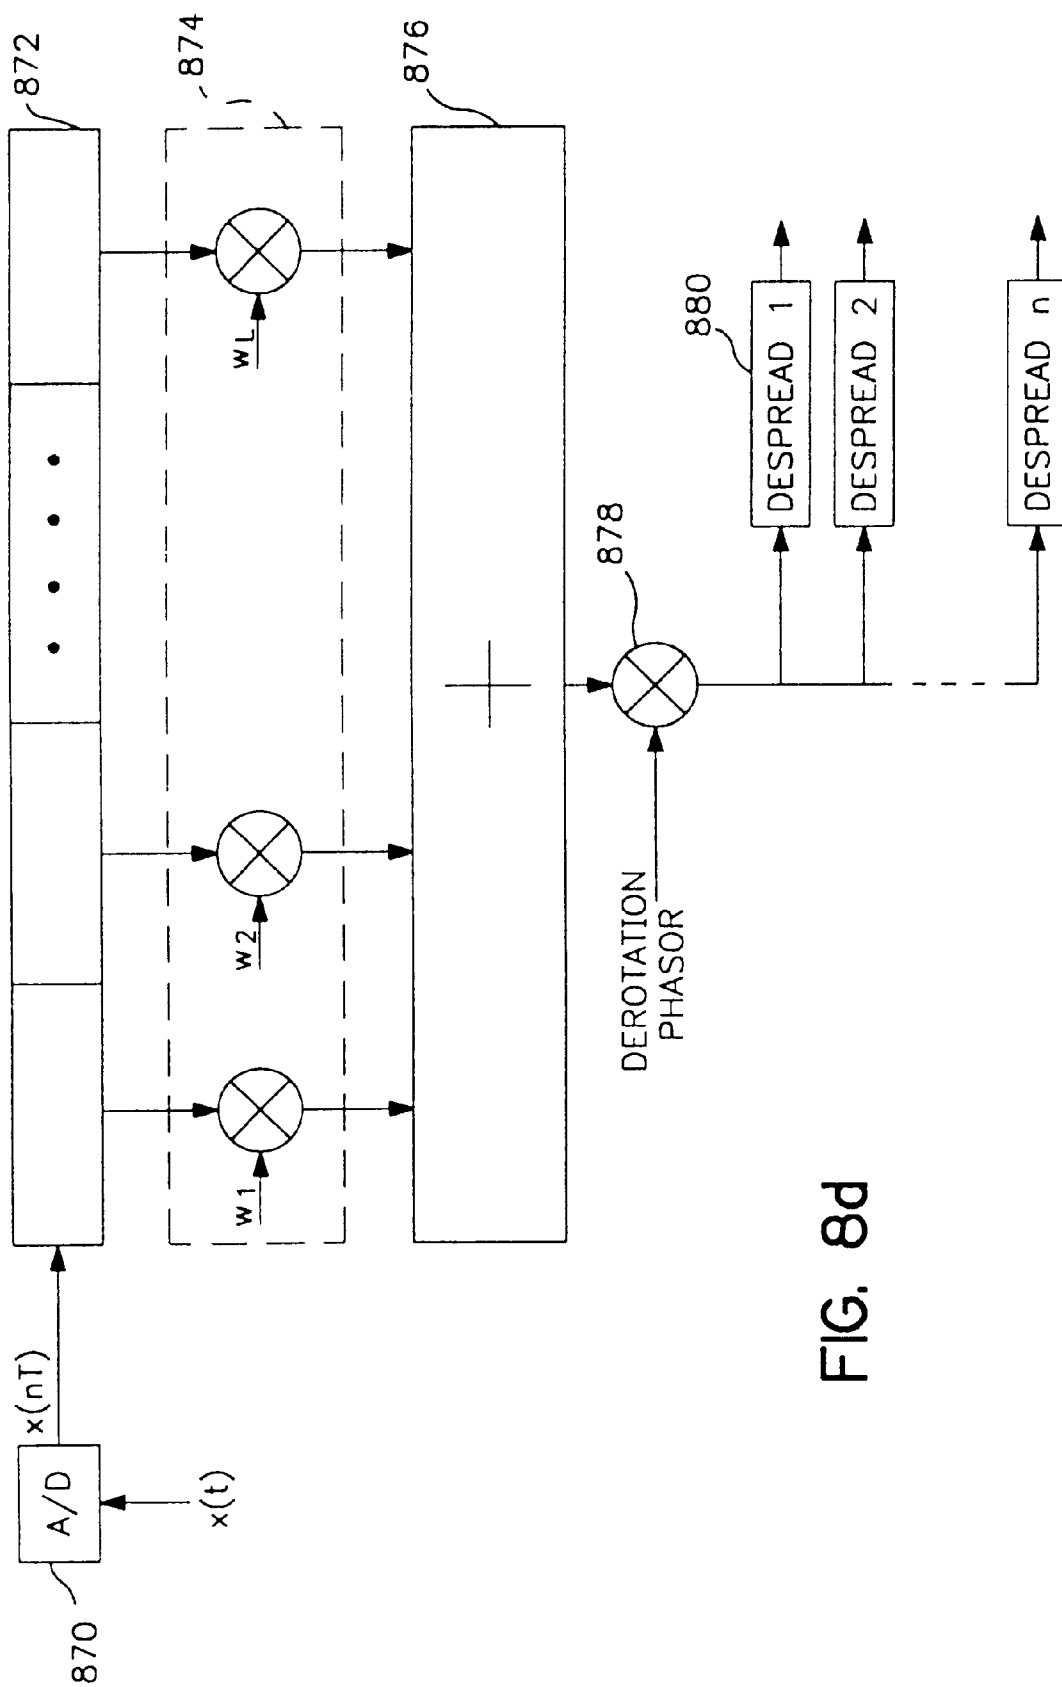 872
874
876
870
A/D
x(nT)
x(t)
w1
w2
wL
878
DEROTATION
PHASOR
880
DESPREAD 1
DESPREAD 2
DESPREAD n
FIG. 8d